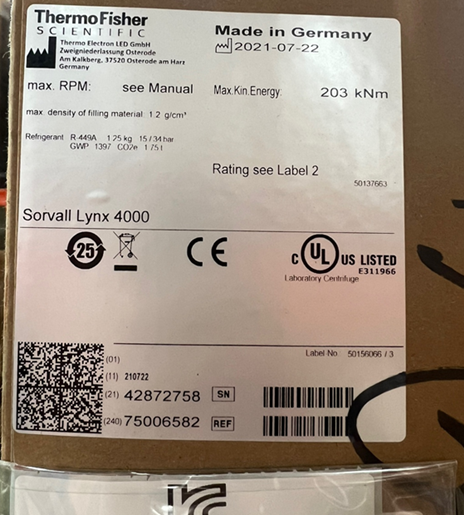 ThermoFisher
SCIENTIFIC
Thermo Electron LED GmbH
Zweigniederlassung Osterode
Am Kalkberg, 37520 Osterode am Harz
Germany
Made in Germany
2021-07-22
max. RPM: see Manual
Max.Kin.Energy: 203 kNm
max. density of filling material 1.2 g/cm³
Refrigerant R-449A 1.25 kg 15 / 34 bar
GWP 1397 CO2e 1.75 t
Rating see Label 2
50137663
Sorvall Lynx 4000
25
CE
C UL US LISTED
E311966
Laboratory Centrifuge
Label-No 50156066 / 3
(01)
(11) 210722
(21) 42872758 SN
(240) 75006582 REF